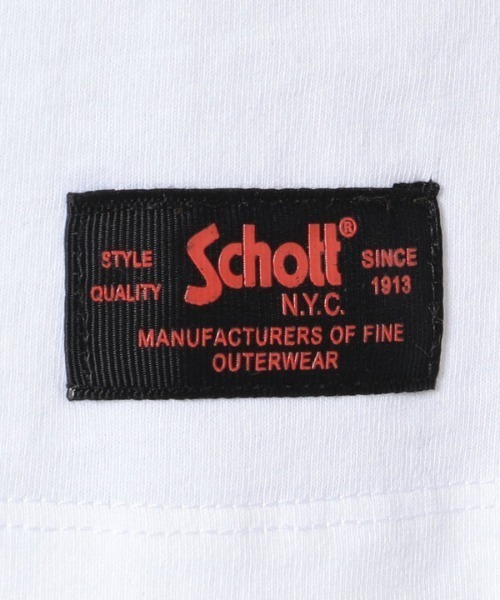 STYLE
QUALITY
Schott®
N.Y.C.
SINCE
1913
MANUFACTURERS OF FINE
OUTERWEAR